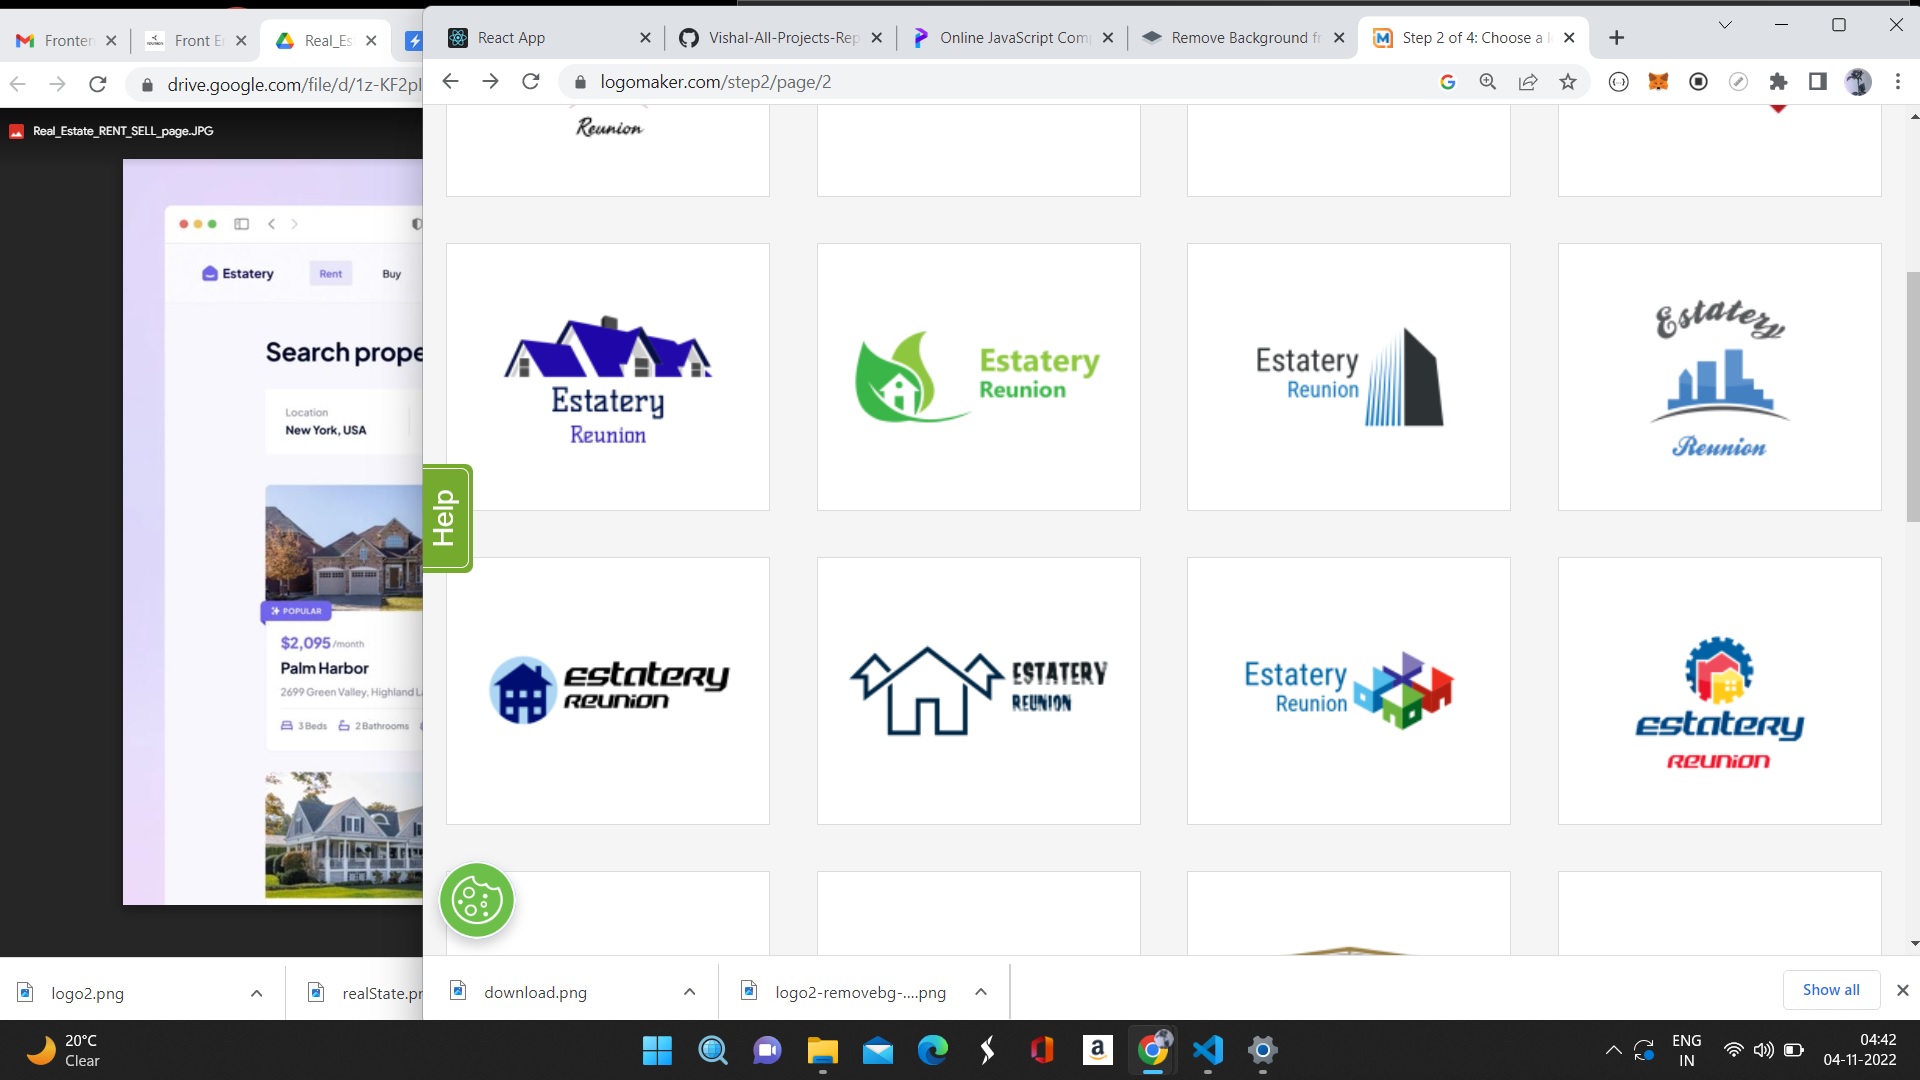 Fronten
Front E
Real_Es
drive.google.com/file/d/1z-KF2p
Real_Estate_RENT_SELL_page.JPG
Estatery
Rent
Buy
Search prope
Location
New York, USA
POPULAR
$2,095 /month
Palm Harbor
2699 Green Valley, Highland L
3 Beds
2 Bathrooms
logo2.png
realState.pr
React App
Vishal-All-Projects-Rep
Online JavaScript Com
Remove Background f
Step 2 of 4: Choose a l
logomaker.com/step2/page/2
Reunion
Estatery
Reunion
Estatery
Reunion
Estatery
Reunion
Estatery
Reunion
Help
Estatery
Reunion
ESTATERY
REUNION
Estatery
Reunion
Estatery
Reunion
download.png
logo2-removebg-....png
Show all
20°C
Clear
ENG
IN
04:42
04-11-2022